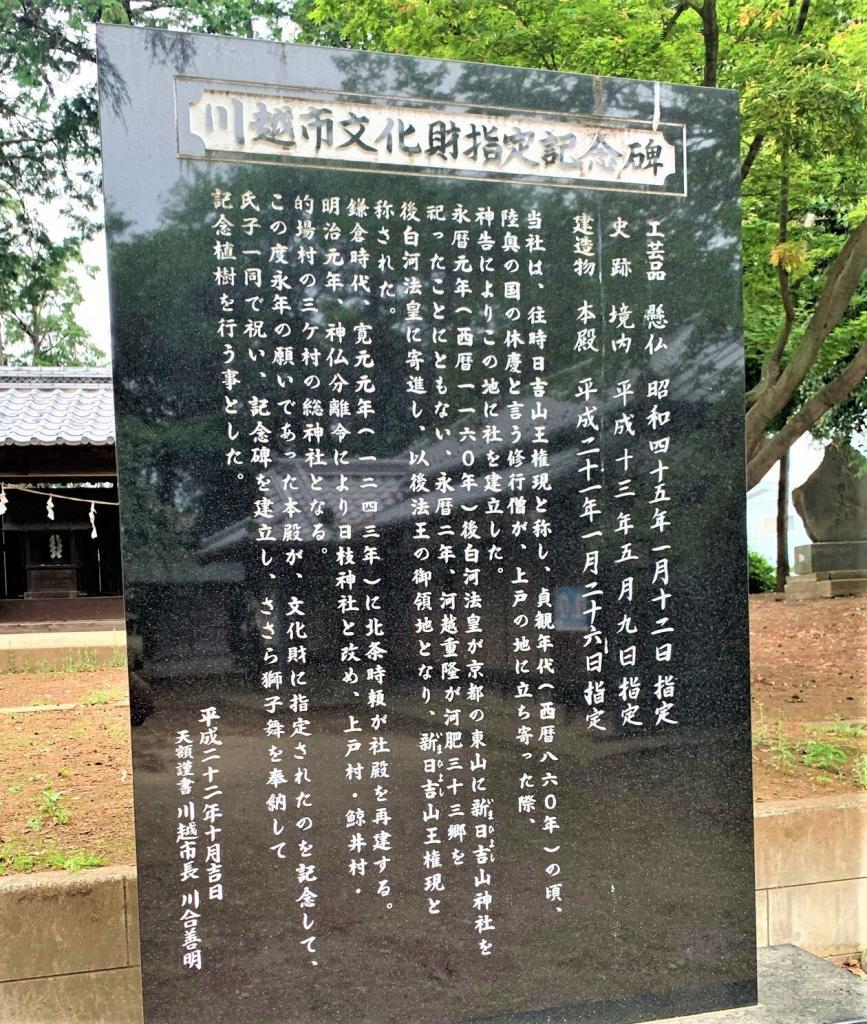 川越市文化財指定記念碑
工芸品 懸仏 昭和四十五年一月十二日指定
史跡 境内 平成十三年五月九日指定
建造物 本殿 平成二十一年一月二十六日指定
当社は、往時日吉山王権現と称し、貞観年代(西暦八六〇年)の頃、
陸奥の国の休慶と言う修行僧が、上戸の地に立ち寄った際、
神告によりこの地に社を建立した。
永暦元年(西暦一一六〇年)後白河法皇が京都の東山に新日吉山神社を
祀ったことにともない、永暦二年、河越重隆が河肥三十三郷を
後白河法皇に寄進し、以後法王の御領地となり、新日吉山王権現と
称された。
鎌倉時代、寛元元年(一二四三年)に北条時頼が社殿を再建する。
明治元年、神仏分離令により日枝神社と改め、上戸村・鯨井村・
的場村の三ケ村の総神社となる。
この度永年の願いであった本殿が、文化財に指定されたのを記念して、
氏子一同で祝い、記念碑を建立し、ささら獅子舞を奉納して
記念植樹を行う事とした。
平成二十二年十月吉日
天額謹書 川越市長 川合善明